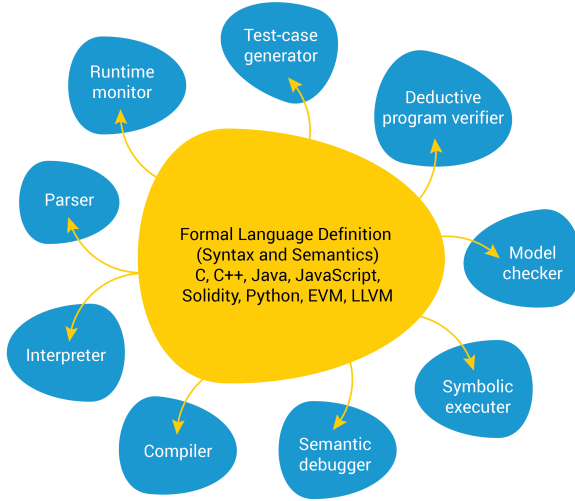 Test-case
generator
Runtime
monitor
Deductive
program verifier
Parser
Formal Language Definition
(Syntax and Semantics)
C, C++, Java, JavaScript,
Solidity, Python, EVM, LLVM
Model
checker
Interpreter
Symbolic
executer
Compiler
Semantic
debugger